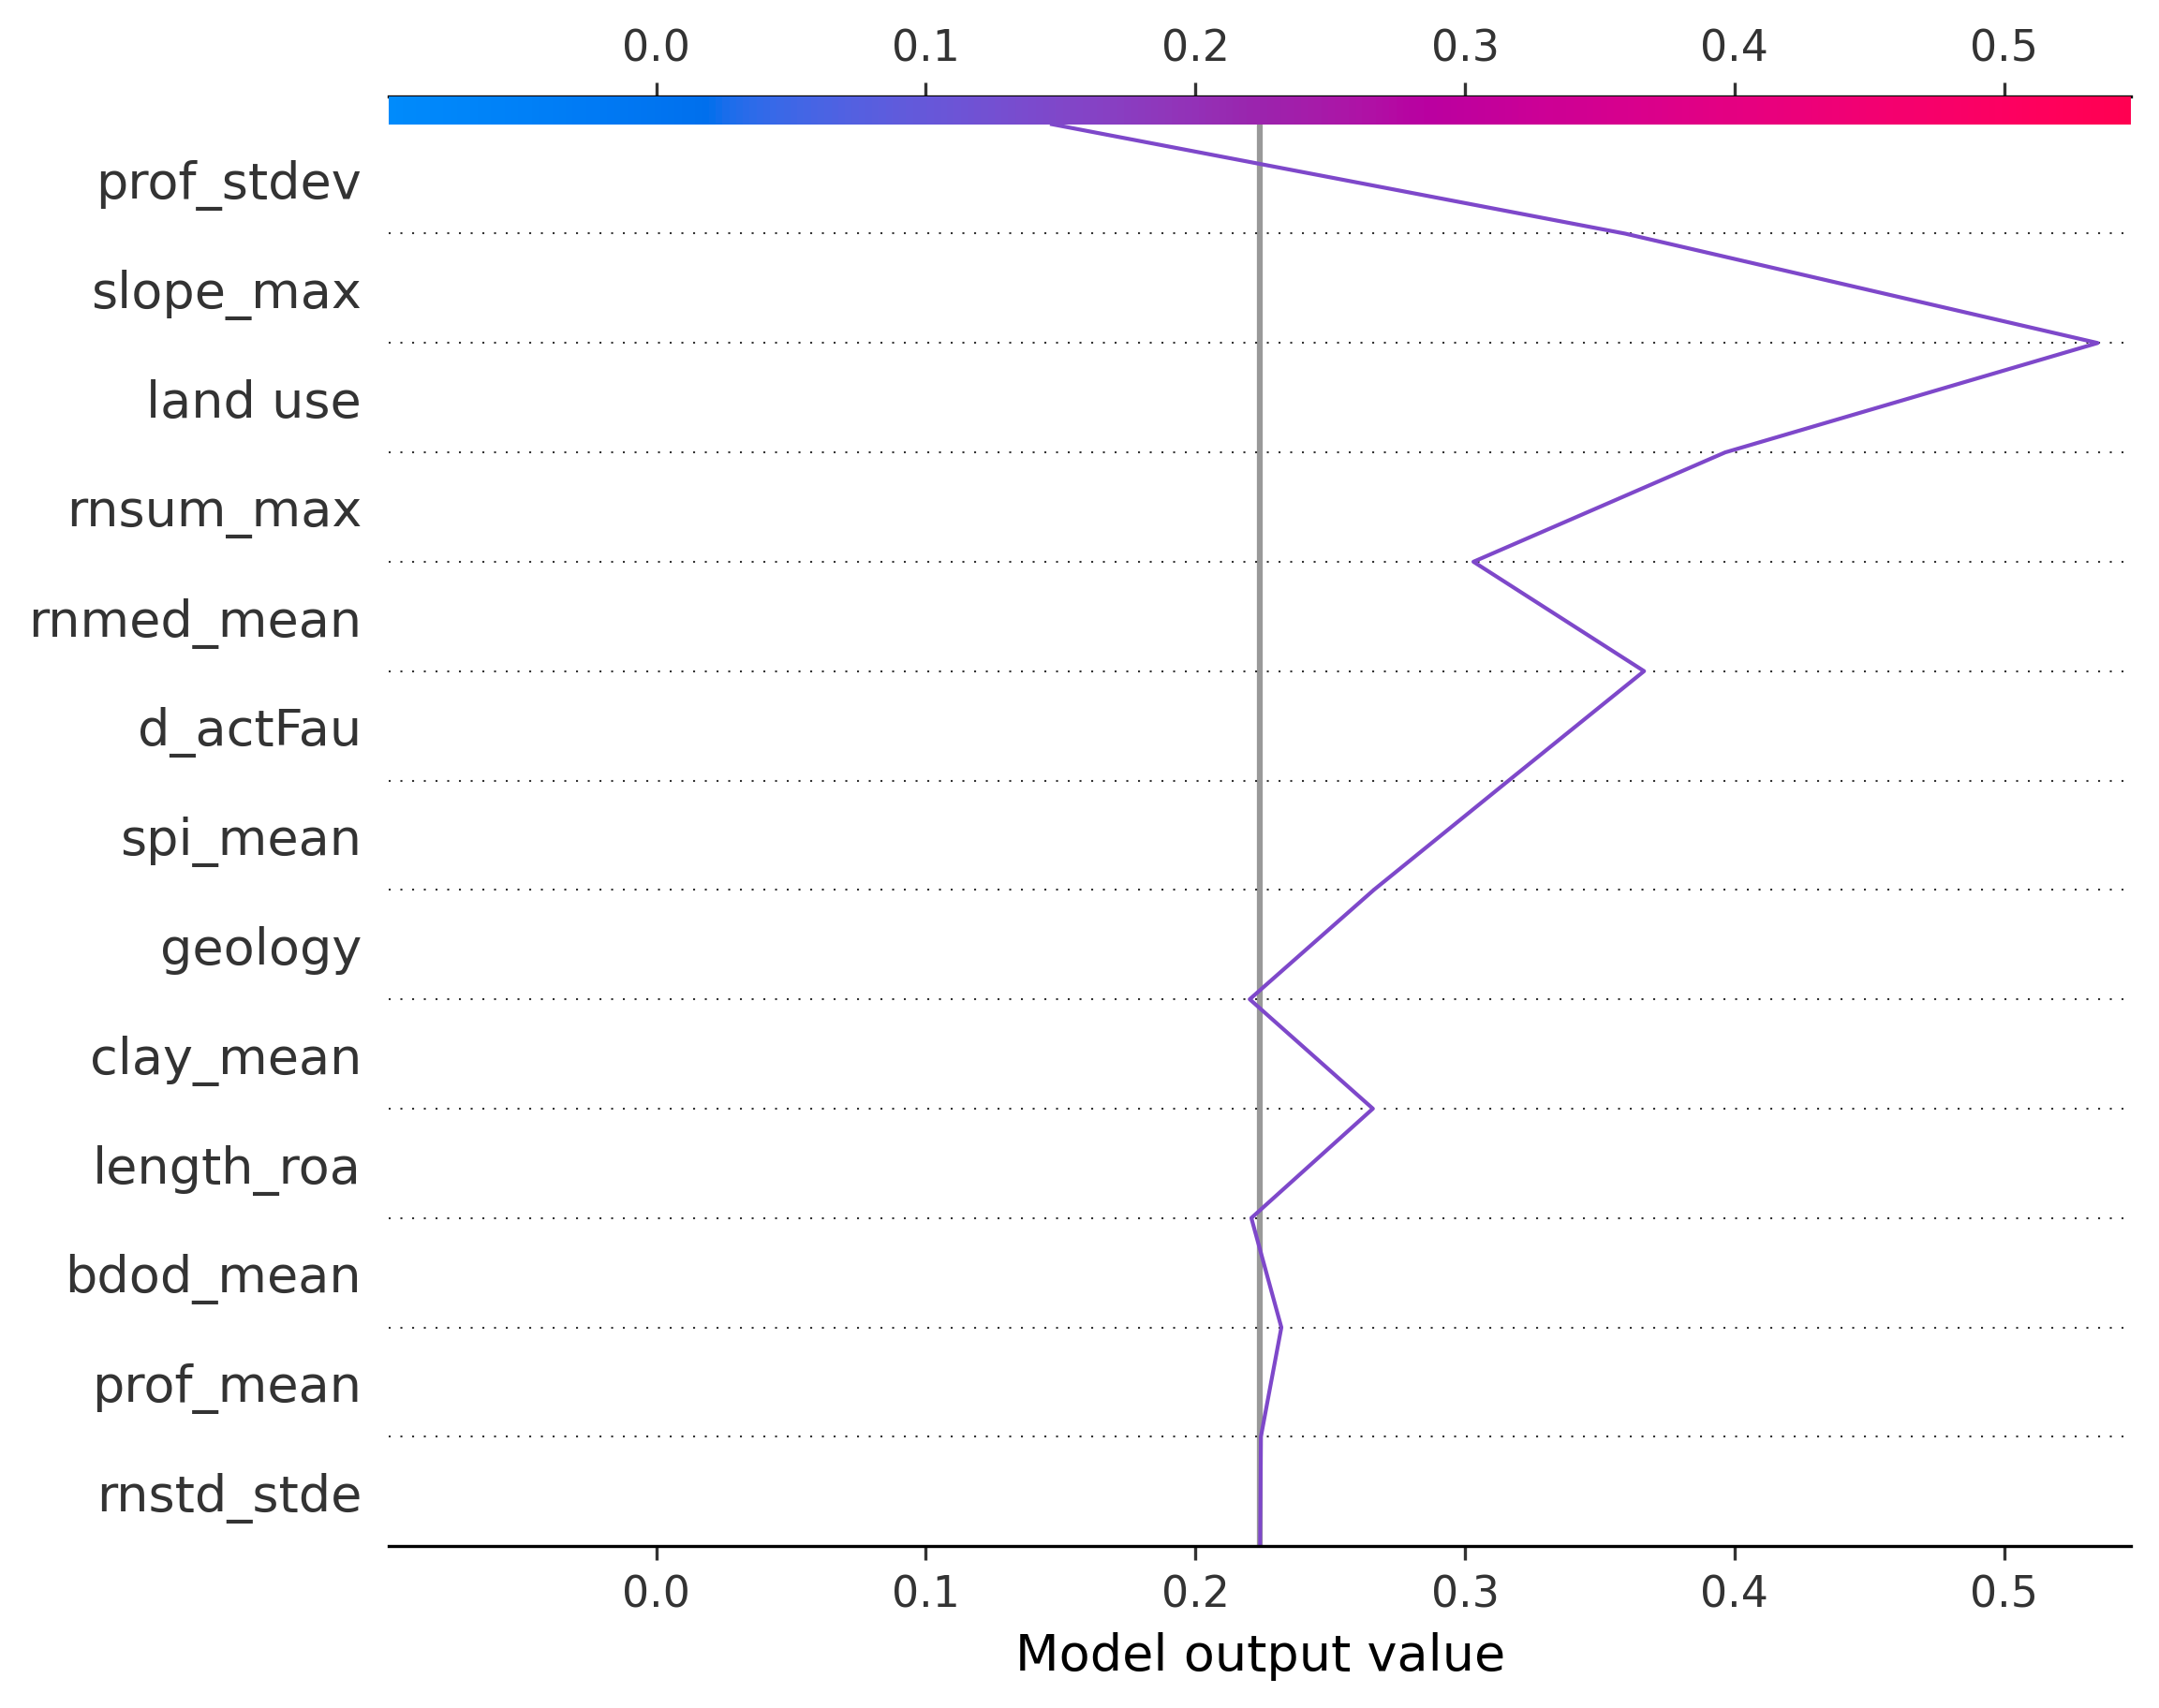 0.0 0.1 0.2 0.3 0.4 0.5
prof_stdev
slope_max
land use
rnsum_max
rnmed_mean
d_actFau
spi_mean
geology
clay_mean
length_roa
bdod_mean
prof_mean
rnstd_stde
0.0 0.1 0.2 0.3 0.4 0.5
Model output value